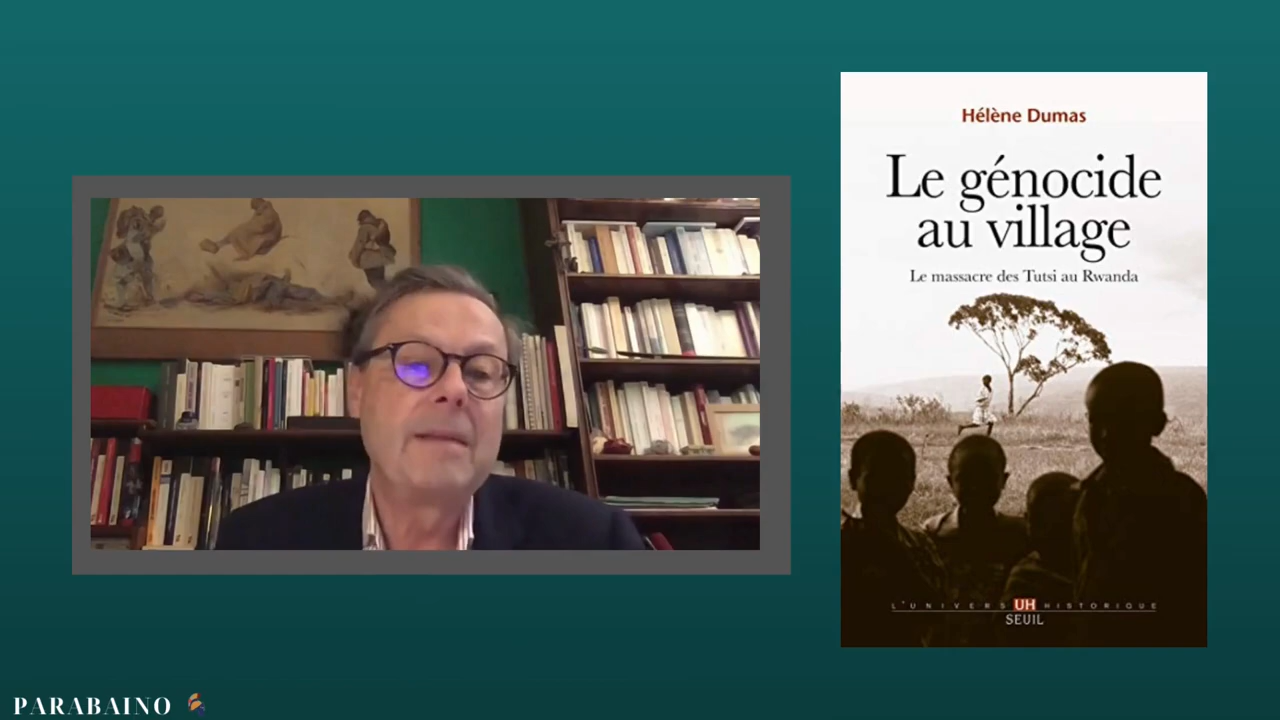 Hélène Dumas
Le génocide
au village
Le massacre des Tutsi au Rwanda
L'UNIVERS UH HISTORIQUE
SEUIL
PARABAINO